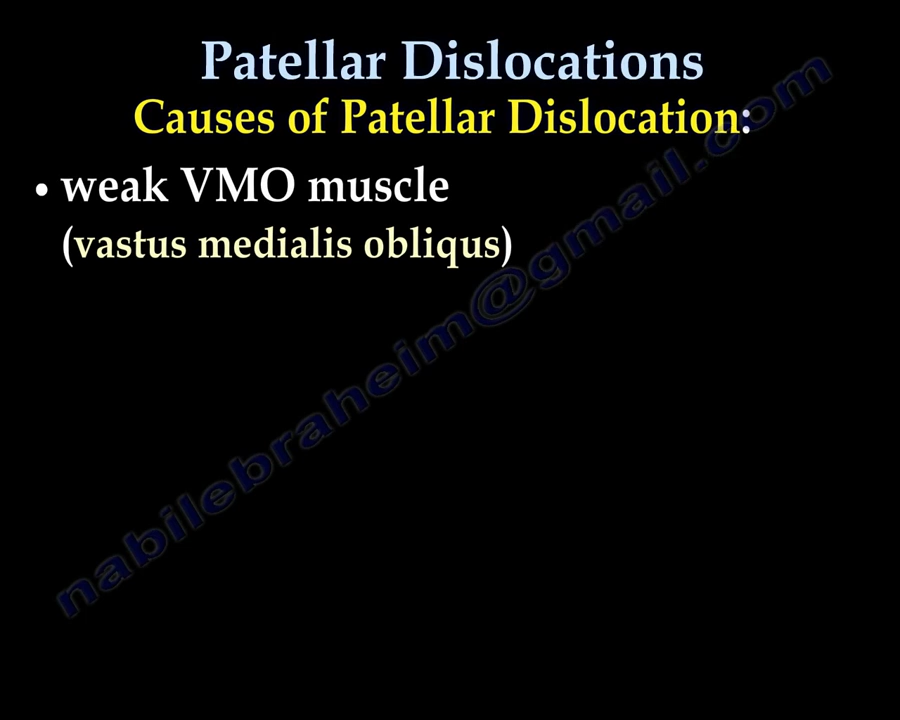 Patellar Dislocations
Causes of Patellar Dislocation:
• weak VMO muscle
(vastus medialis obliqus)
nabilebraheim@gmail.com